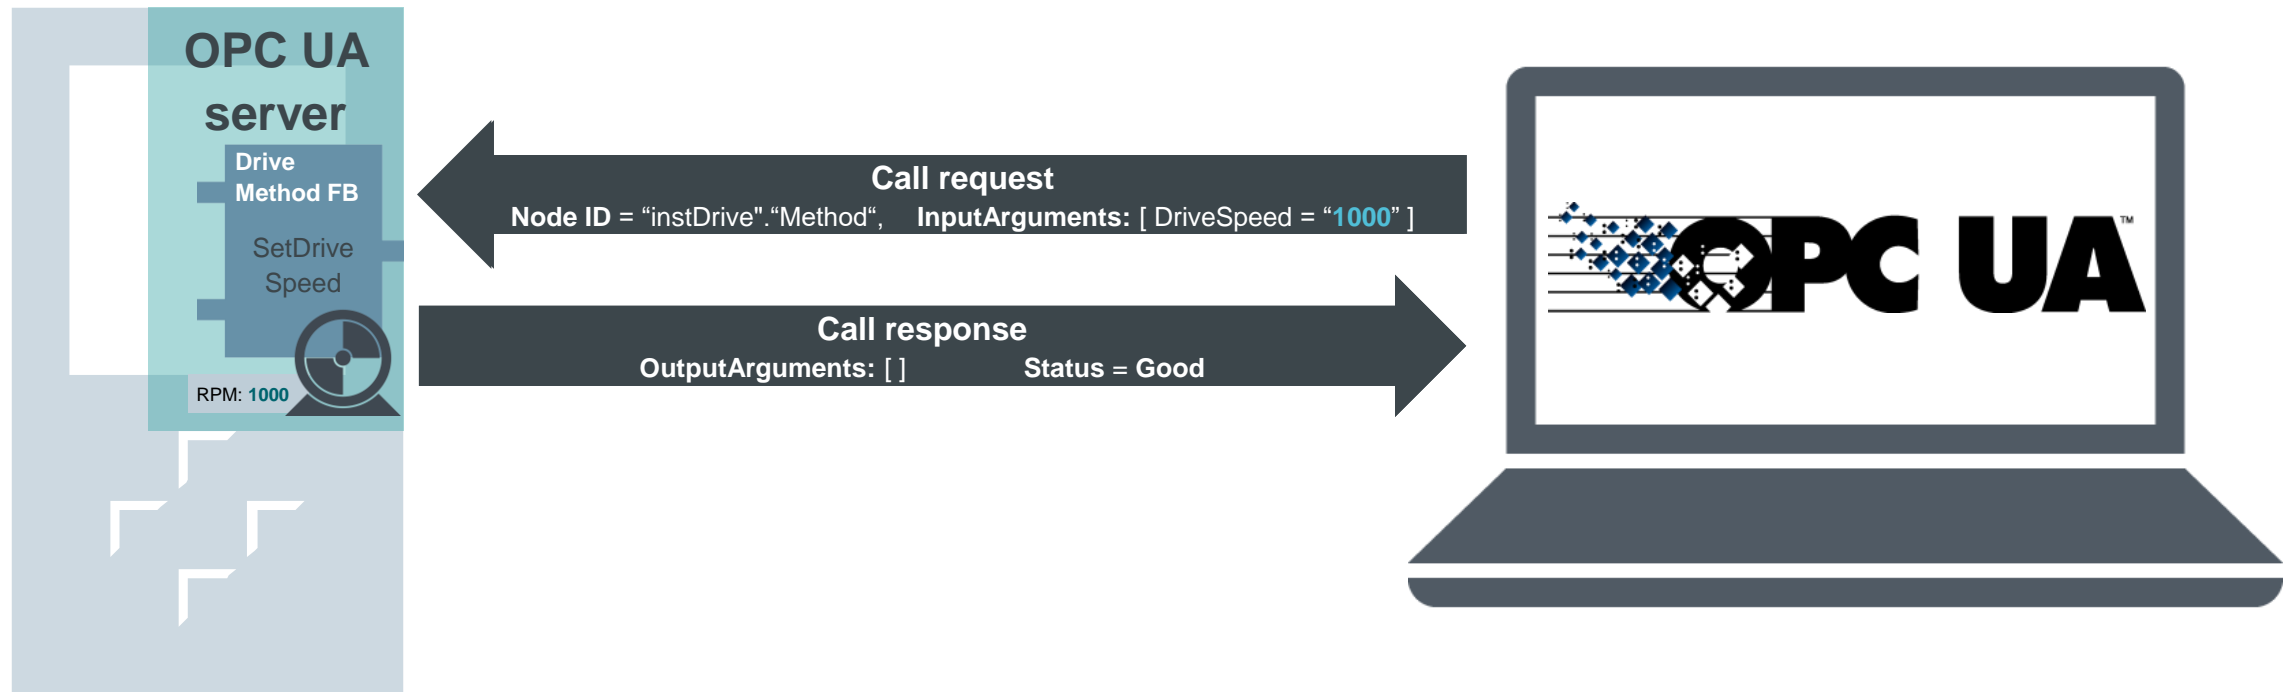 OPC UA
server
Drive
Method FB
SetDrive
Speed
RPM: 1000
Call request
Node ID = “instDrive".“Method“, InputArguments: [ DriveSpeed = “1000” ]
Call response
OutputArguments: [ ] Status = Good
OPC UA™